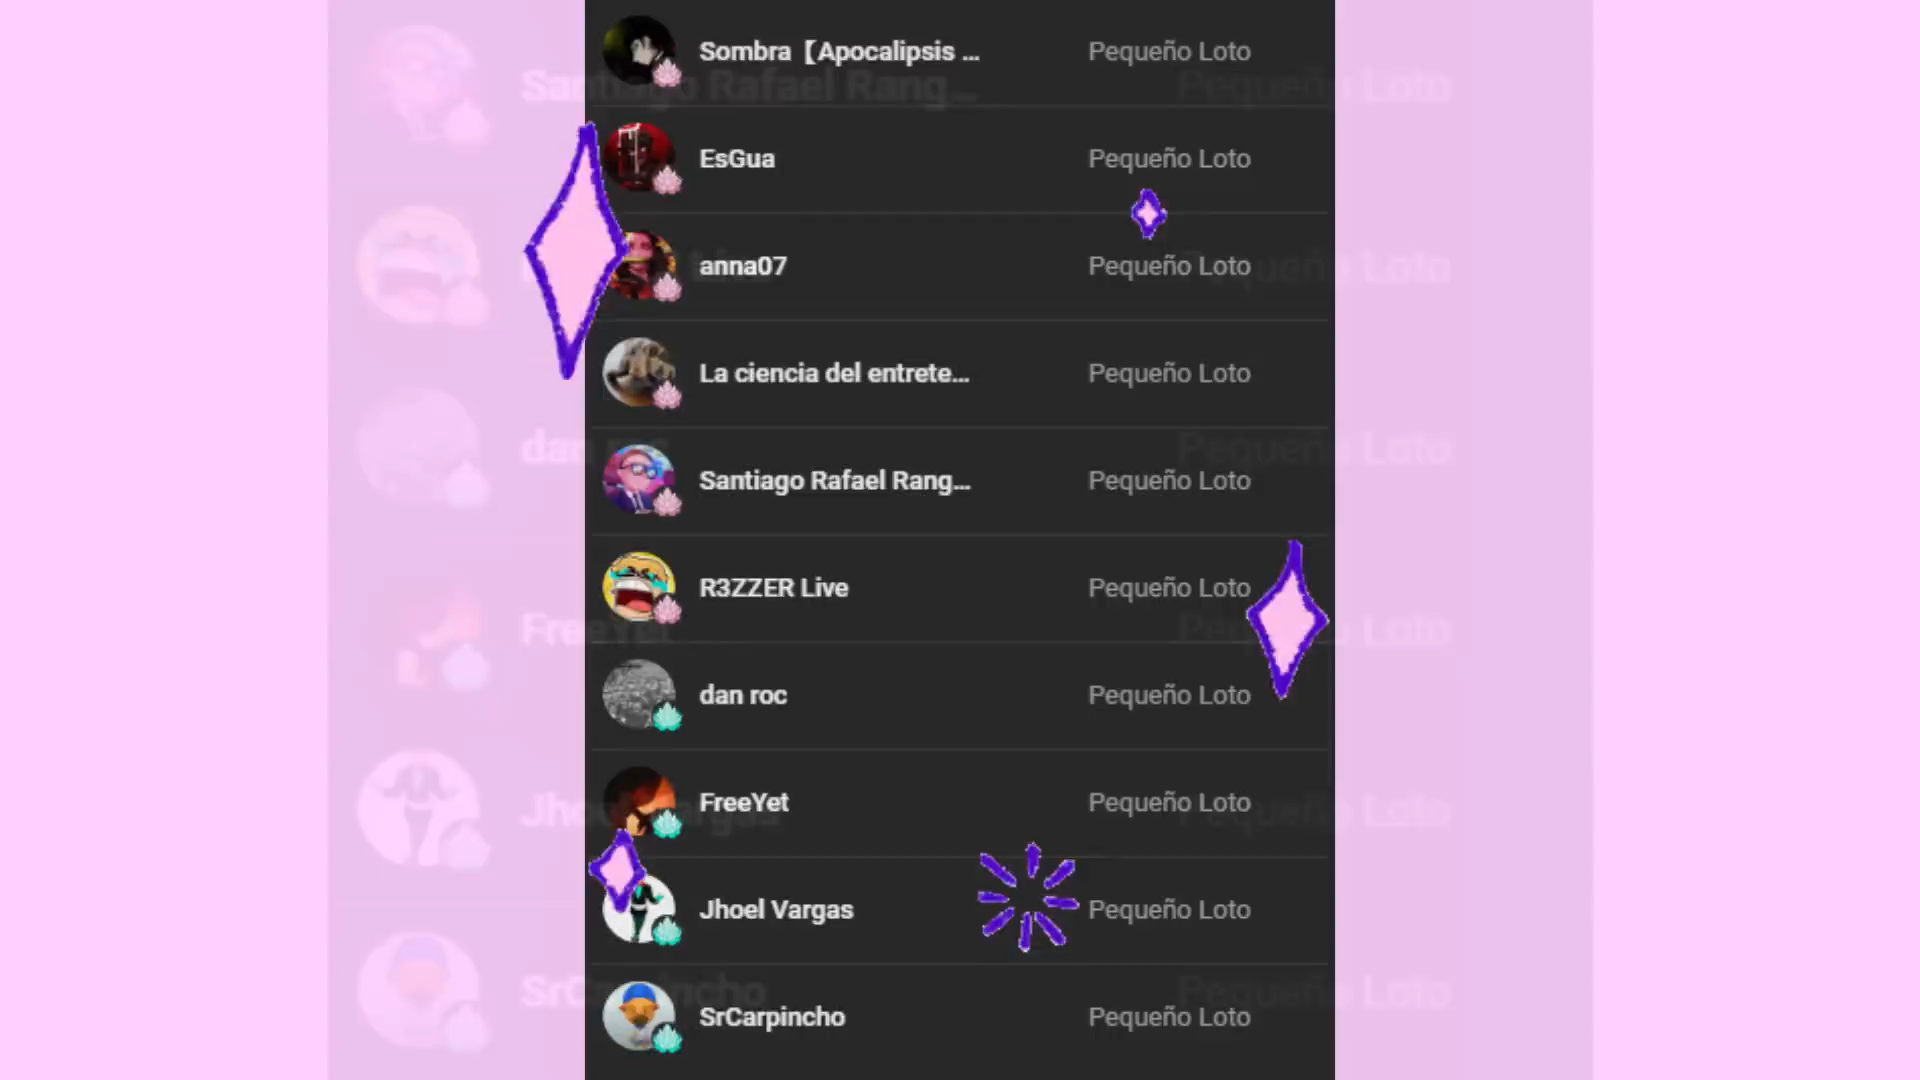 Sombra【Apocalipsis ... Pequeño Loto
EsGua Pequeño Loto
anna07 Pequeño Loto
La ciencia del entrete... Pequeño Loto
Santiago Rafael Rang... Pequeño Loto
R3ZZER Live Pequeño Loto
dan roc Pequeño Loto
FreeYet Pequeño Loto
Jhoel Vargas Pequeño Loto
SrCarpincho Pequeño Loto